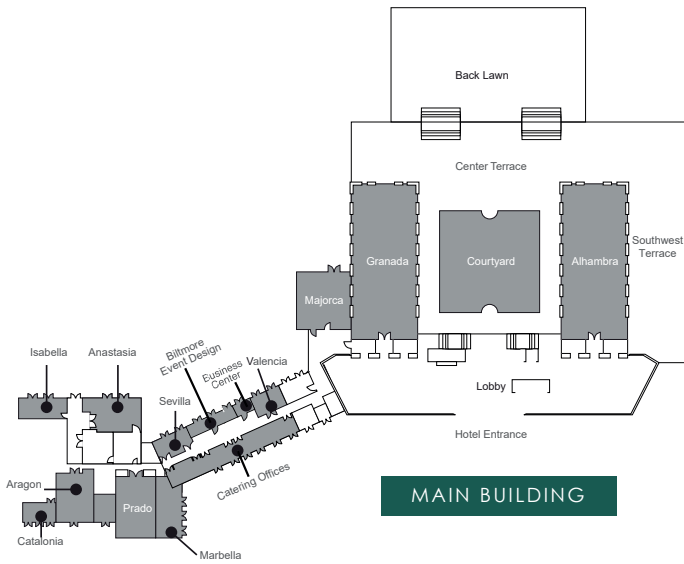 Back Lawn
Center Terrace
Southwest
Terrace
Granada
Courtyard
Alhambra
Majorca
Isabella
Anastasia
Biltmore
Event Design
Business
Center
Valencia
Sevilla
Lobby
Hotel Entrance
Catering Offices
Aragon
Prado
Catalonia
Marbella
MAIN BUILDING